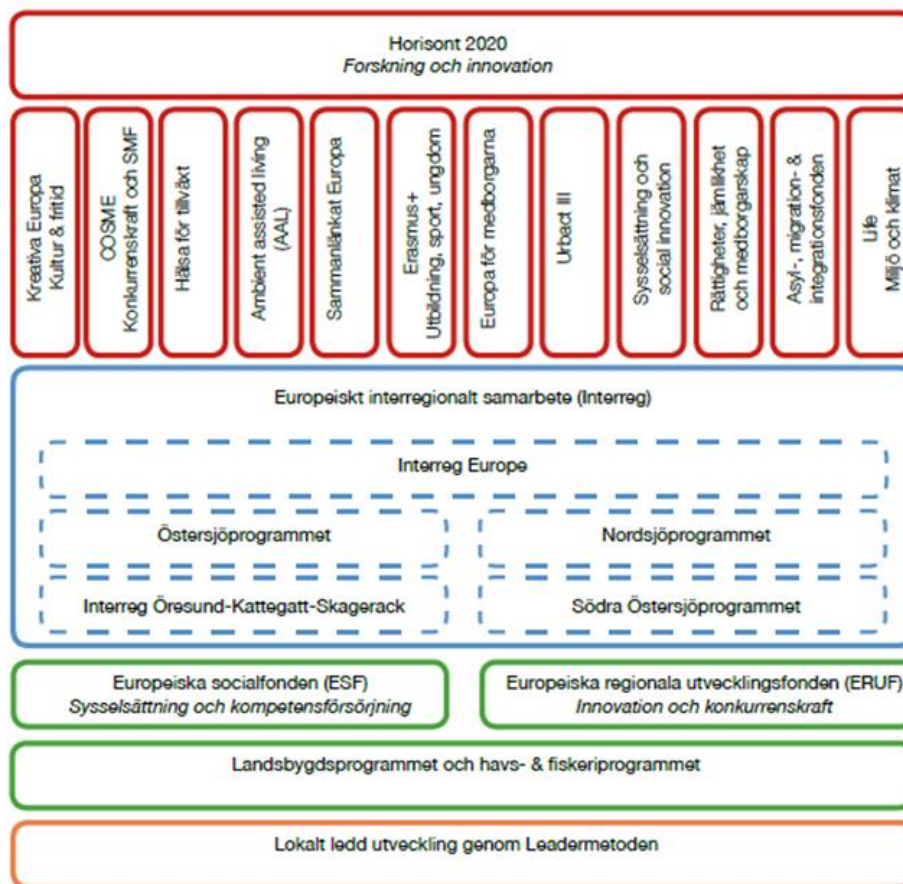 Horisont 2020
Forskning och innovation
Kreativa Europa
Kultur & fritid
COSME
Konkurrenskraft och SMF
Hälsa för tillväxt
Ambient assisted living
(AAL)
Sammanlänkat Europa
Erasmus+
Utbildning, sport, ungdom
Europa för medborgarna
Urbact III
Sysselsättning och
social innovation
Rättigheter, jämlikhet
och medborgarskap
Asyl-, migration- &
integrationsfonden
Life
Miljö och klimat
Europeiskt interregionalt samarbete (Interreg)
Interreg Europe
Östersjöprogrammet
Nordsjöprogrammet
Interreg Öresund-Kattegatt-Skagerack
Södra Östersjöprogrammet
Europeiska socialfonden (ESF)
Sysselsättning och kompetensförsörjning
Europeiska regionala utvecklingsfonden (ERUF)
Innovation och konkurrenskraft
Landsbygdsprogrammet och havs- & fiskeriprogrammet
Lokalt ledd utveckling genom Leadermetoden